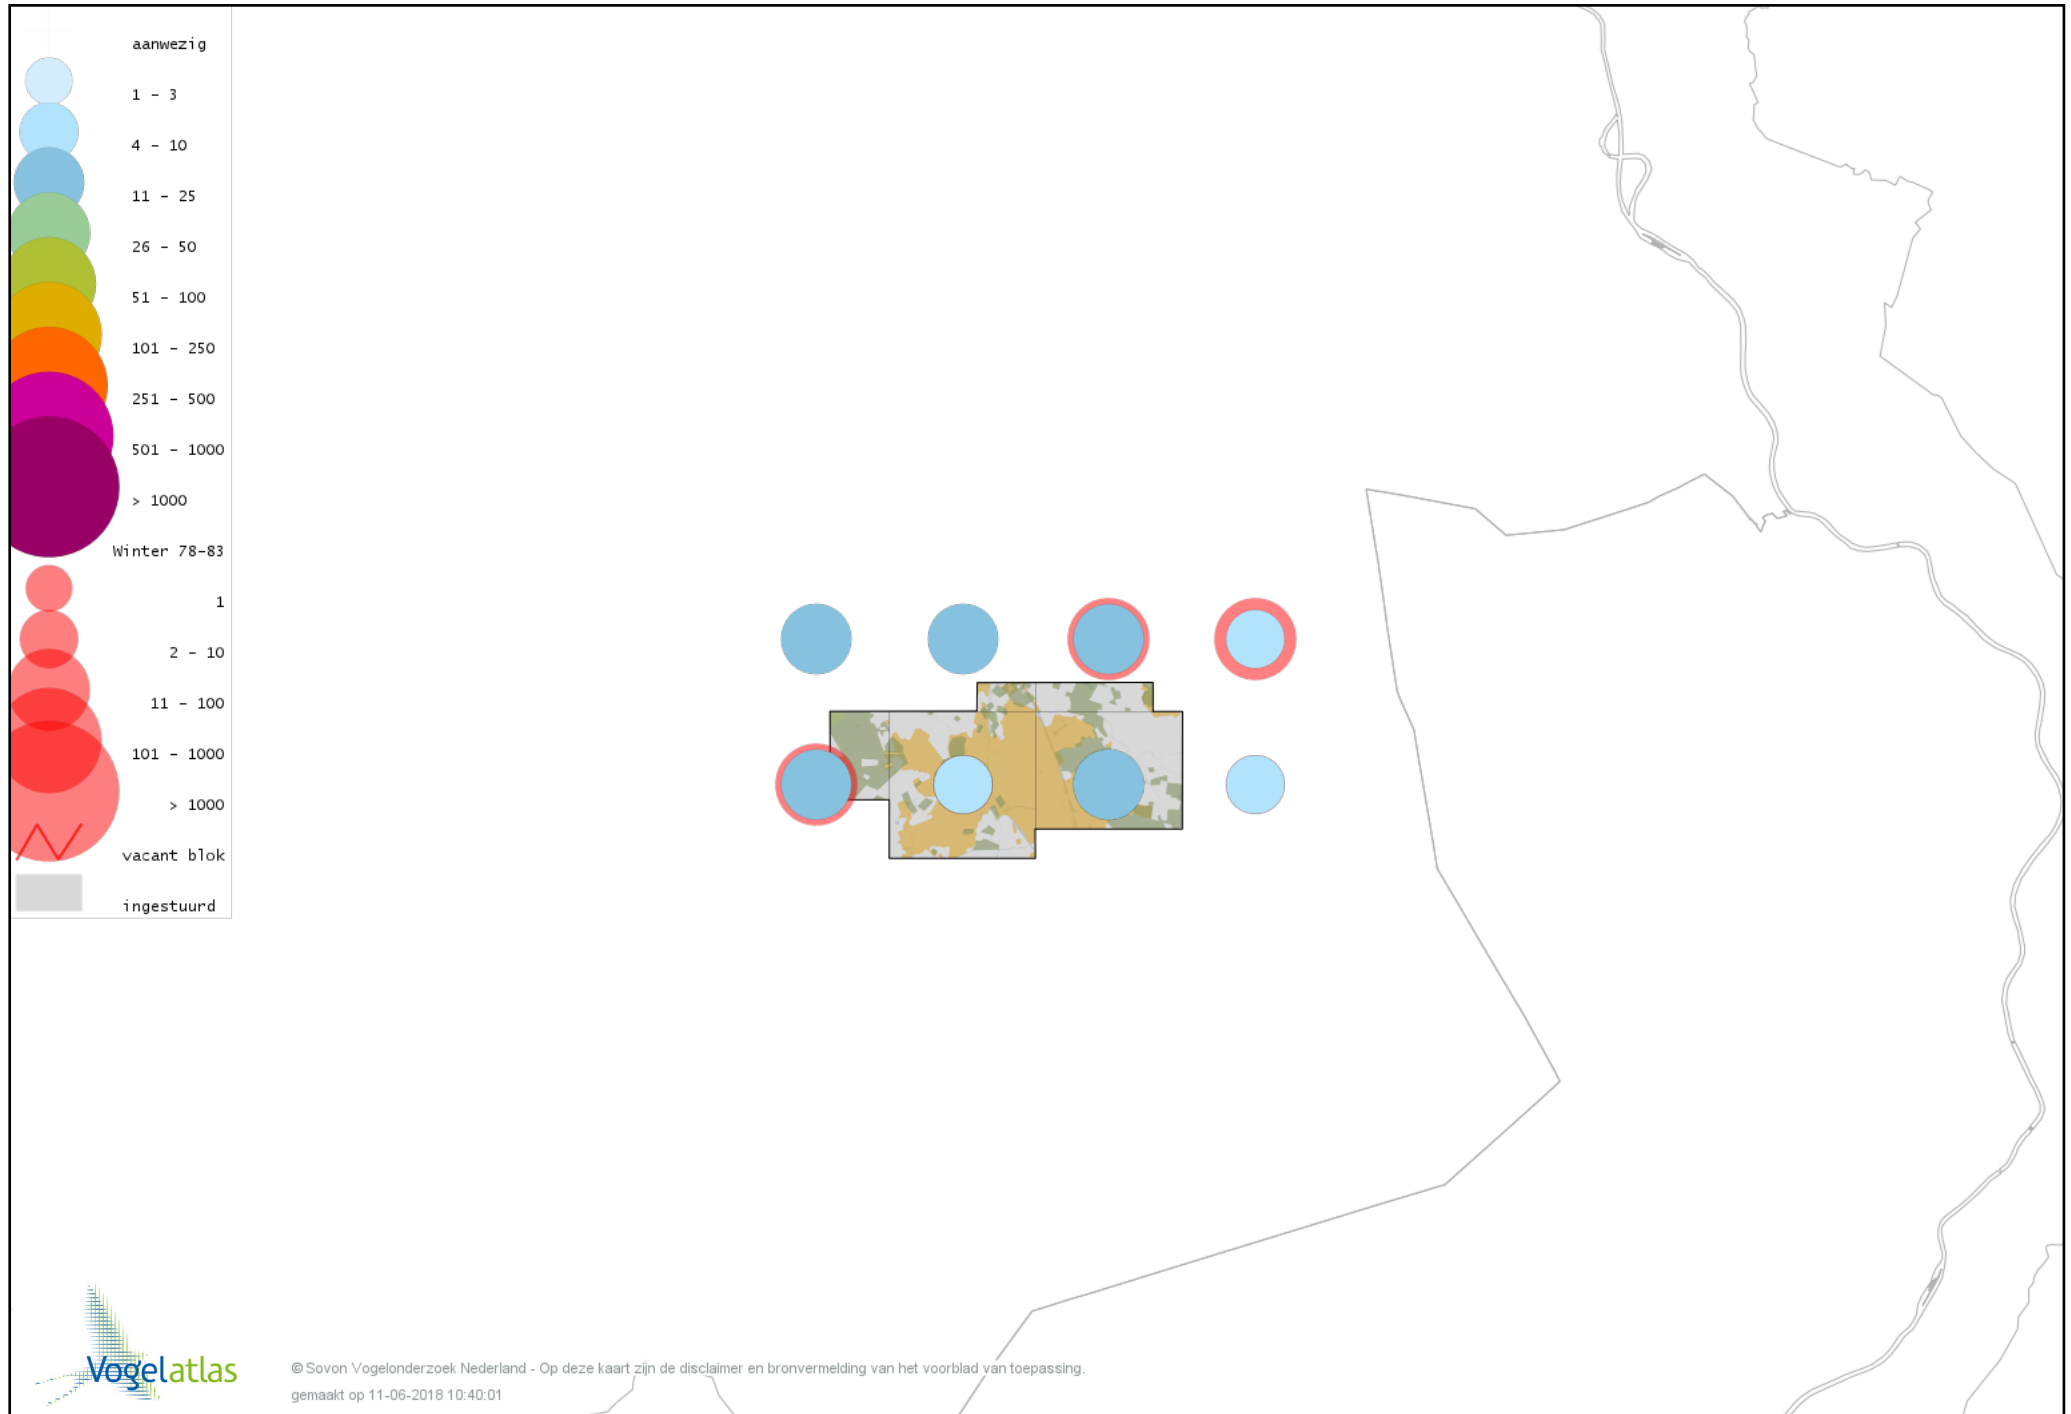 aanwezig
1 - 3
4 - 10
11 - 25
26 - 50
51 - 100
101 - 250
251 - 500
501 - 1000
> 1000
Winter 78-83
1
2 - 10
11 - 100
101 - 1000
> 1000
vacant blok
ingestuurd
Vogelatlas
© Sovon Vogelonderzoek Nederland - Op deze kaart zijn de disclaimer en bronvermelding van het voorblad van toepassing.
gemaakt op 11-06-2018 10:40:01